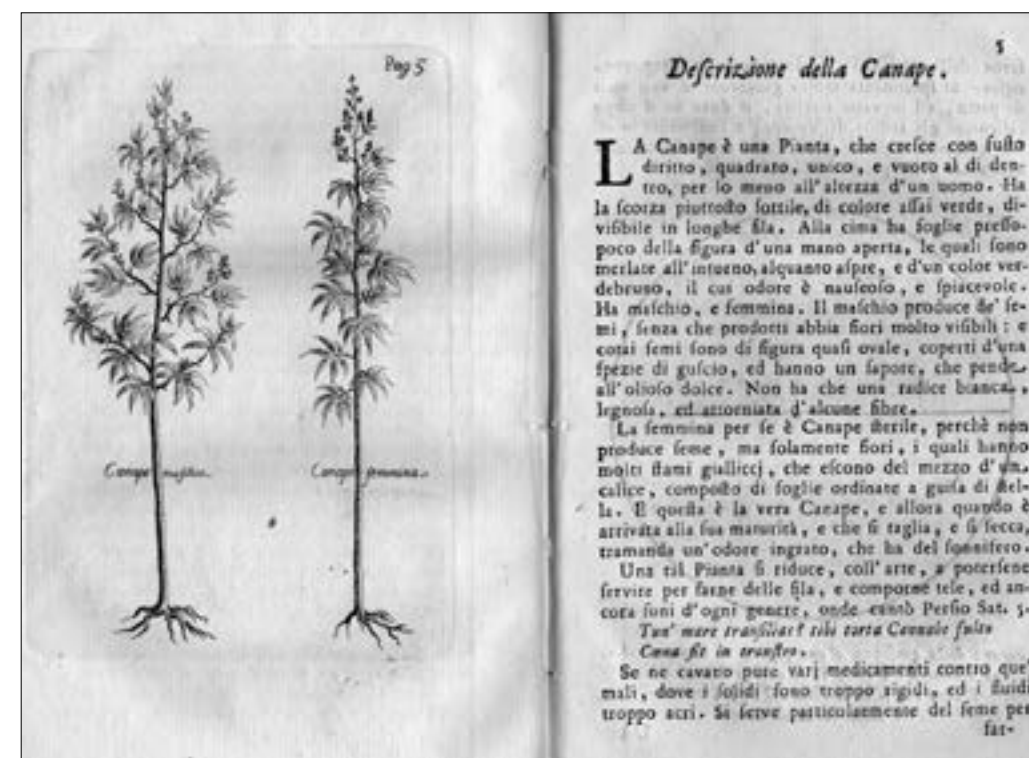 Pag 5
Canape maſchio.
Canape femmina.
5
Deſcrizione della Canape.
LA Canape è una Pianta, che creſce con fuſto
diritto, quadrato, unico, e vuoto al di den-
tro, per lo meno all'altezza d'un uomo. Ha
la ſcorza piuttoſto ſottile, di colore aſſai verde, di-
viſibile in longhe fila. Alla cima ha foglie preſſo-
poco della figura d'una mano aperta, le quali ſono
merlate all'intorno, alquanto aſpre, e d'un color ver-
debruno, il cui odore è nauſeoſo, e ſpiacevole.
Ha maſchio, e femmina. Il maſchio produce de' ſe-
mi, ſenza che prodotti abbia fiori molto viſibili: e
cotai ſemi ſono di figura quaſi ovale, coperti d'una
ſpézie di guſcio, ed hanno un ſapore, che pende
all'olioſo dolce. Non ha che una radice bianca,
legnoſa, ed attorniata d'alcune fibre.
La femmina per ſe è Canape ſterile, perchè non
produce ſeme, ma ſolamente fiori, i quali hanno
molti ſtami giallicci, che eſcono del mezzo d'un
calice, compoſto di foglie ordinate a guiſa di ſtel-
la. E queſta è la vera Canape, e allora quando è
arrivata alla ſua maturità, e che ſi taglia, e ſi ſecca,
tramanda un'odore ingrato, che ha del ſonnifero.
Una tal Pianta ſi riduce, coll'arte, a poterſene
ſervire per farne delle fila, e comporne tele, ed an-
cora funi d'ogni genere, onde cantò Perſio Sat. 5.
Tun' mare tranſilias? tibi torta Cannabe fulto
Cœna ſit in tranſtro.
Se ne cavano pure varj medicamenti contro que'
mali, dove i ſolidi ſono troppo rigidi, ed i fluidi
troppo acri. Si ſerve particolarmente del ſeme per
far-